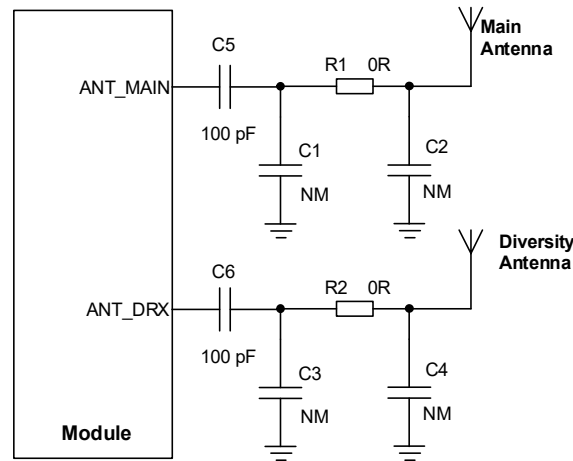 Main
Antenna
C5
R1 0R
ANT_MAIN
100 pF
C1
NM
C2
NM
Diversity
Antenna
C6
R2 0R
ANT_DRX
100 pF
C3
NM
C4
NM
Module